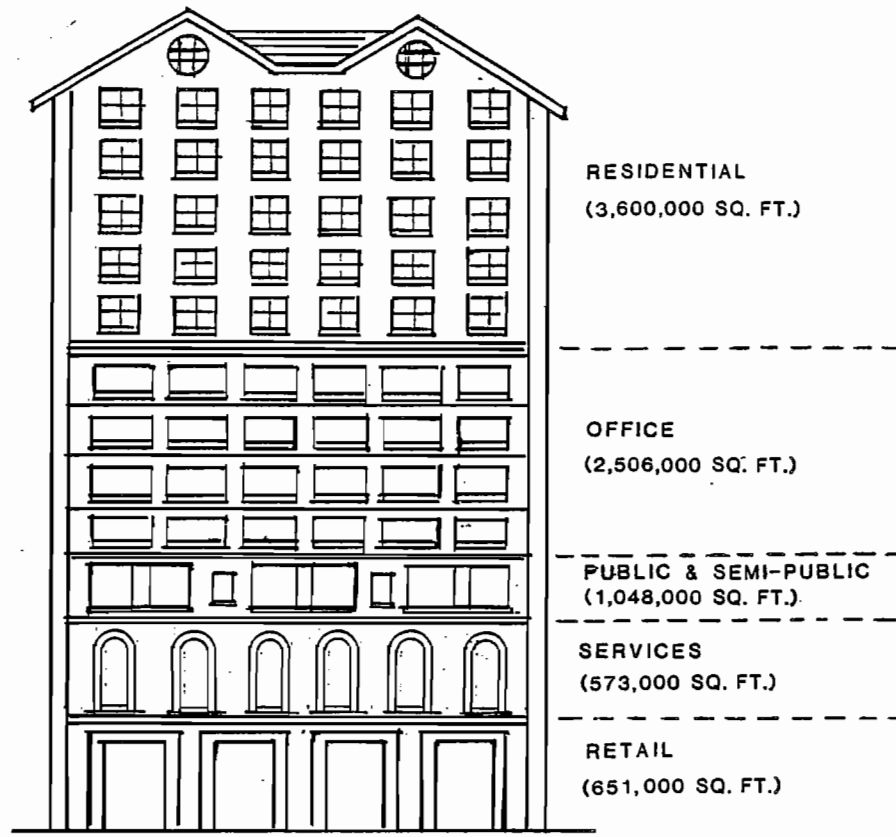 RESIDENTIAL
(3,600,000 SQ. FT.)
OFFICE
(2,506,000 SQ. FT.)
PUBLIC & SEMI-PUBLIC
(1,048,000 SQ. FT.)
SERVICES
(573,000 SQ. FT.)
RETAIL
(651,000 SQ. FT.)